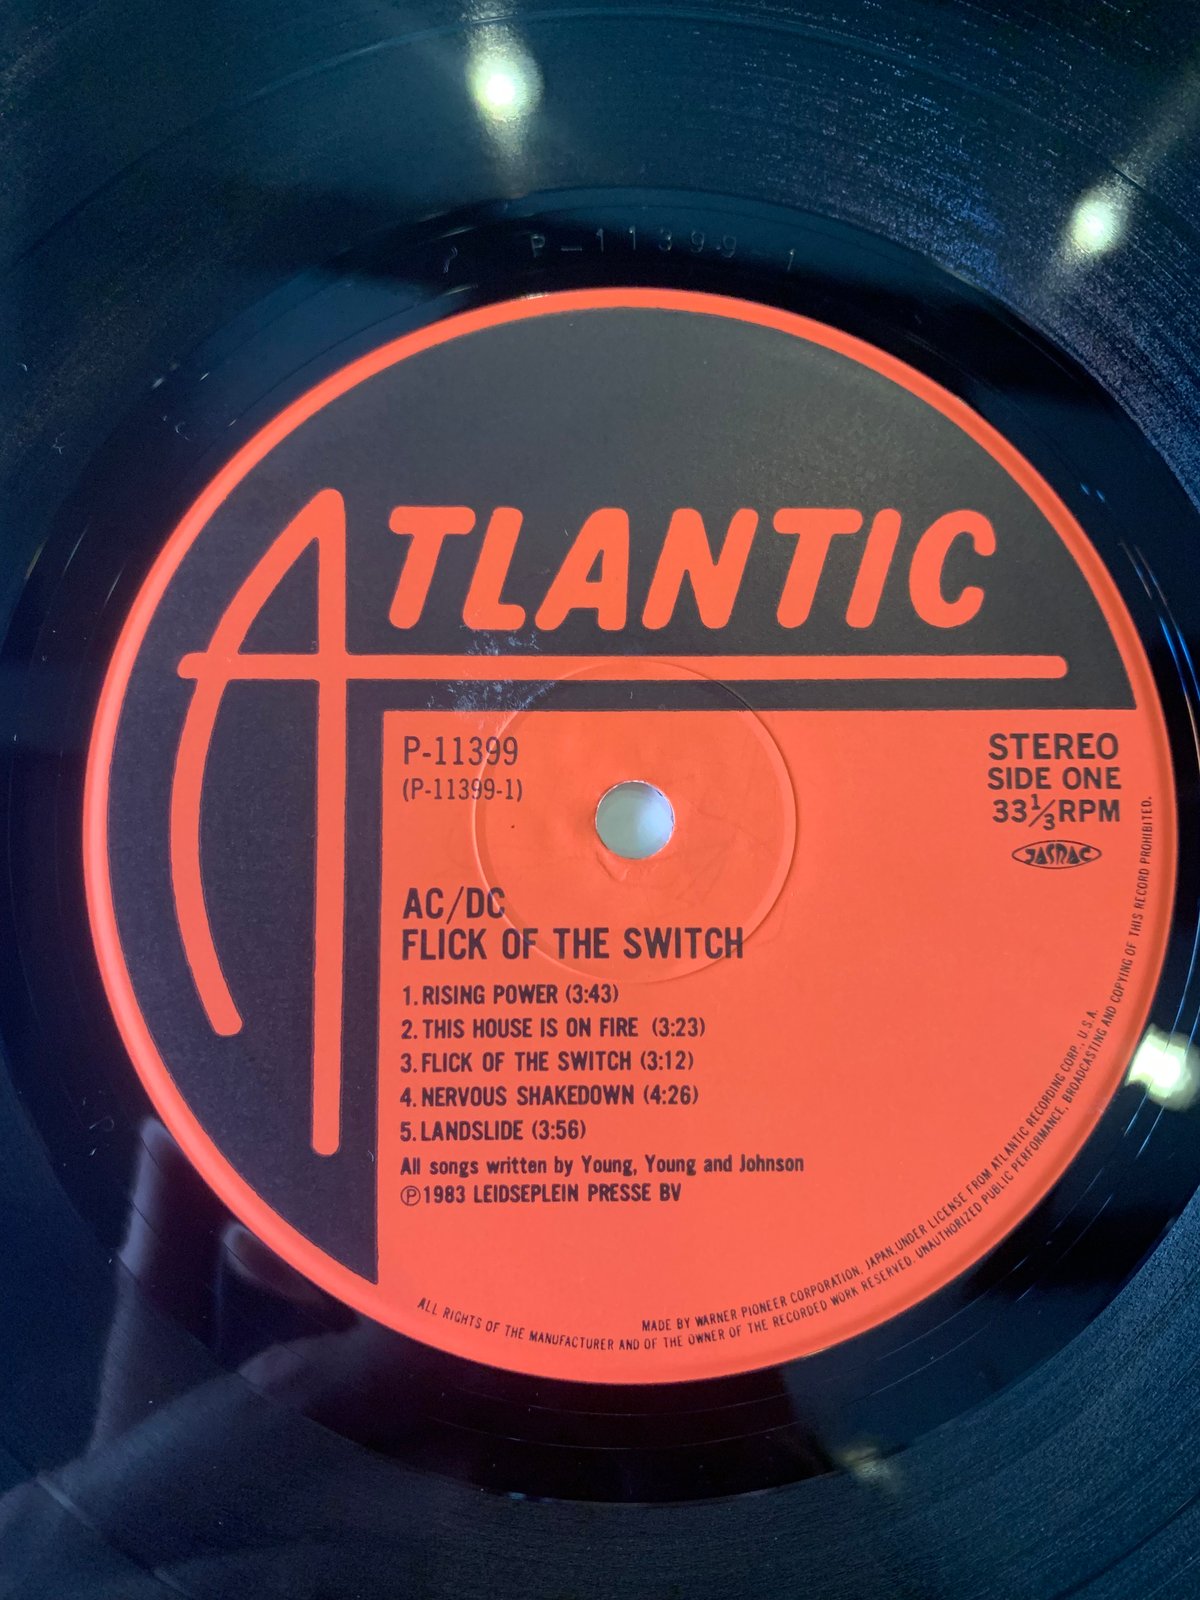 P-11399 1
ATLANTIC
P-11399
(P-11399-1)
STEREO
SIDE ONE
33⅓RPM
JASRAC
AC/DC
FLICK OF THE SWITCH
1. RISING POWER (3:43)
2. THIS HOUSE IS ON FIRE (3:23)
3. FLICK OF THE SWITCH (3:12)
4. NERVOUS SHAKEDOWN (4:26)
5. LANDSLIDE (3:56)
All songs written by Young, Young and Johnson
℗1983 LEIDSEPLEIN PRESSE BV
MADE BY WARNER PIONEER CORPORATION, JAPAN, UNDER LICENSE FROM ATLANTIC RECORDING CORP., U.S.A.
ALL RIGHTS OF THE MANUFACTURER AND OF THE OWNER OF THE RECORDED WORK RESERVED. UNAUTHORIZED PUBLIC PERFORMANCE, BROADCASTING AND COPYING OF THIS RECORD PROHIBITED.